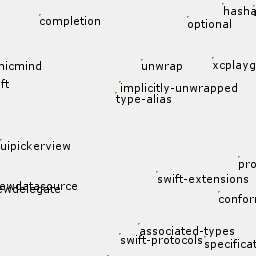 hasha
completion
optional
nicmind
unwrap
xcplayg
ft
implicitly-unwrapped
type-alias
uipickerview
pro
swift-extensions
ewdatasource
ewdelegate
confor
associated-types
swift-protocols
specificat